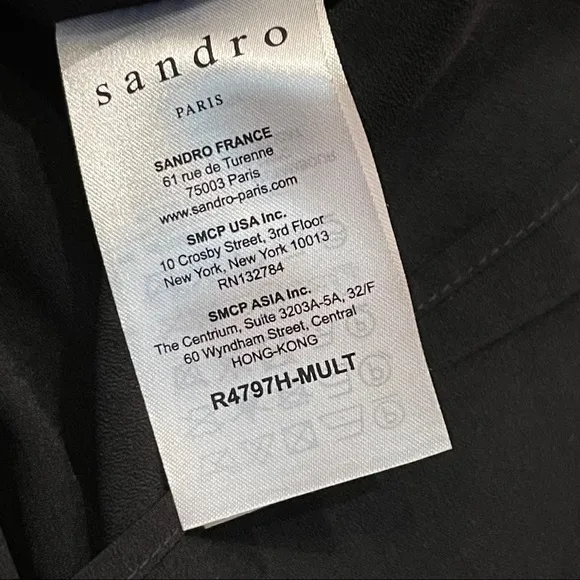 sandro
PARIS
SANDRO FRANCE
61 rue de Turenne
75003 Paris
www.sandro-paris.com
SMCP USA Inc.
10 Crosby Street, 3rd Floor
New York, New York 10013
RN132784
SMCP ASIA Inc.
The Centrium, Suite 3203A-5A, 32/F
60 Wyndham Street, Central
HONG-KONG
R4797H-MULT